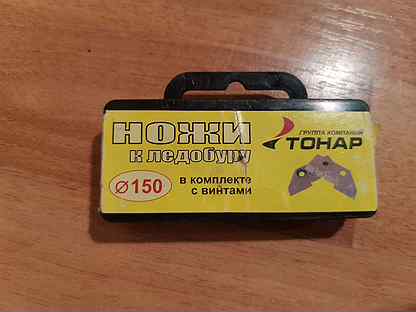 НОЖИ
к ледобуру
⌀150
в комплекте
с винтами
ГРУППА КОМПАНИЙ
ТОНАР